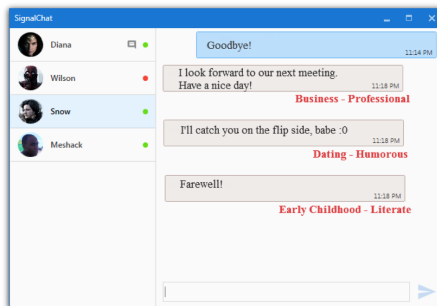 SignalChat
Diana
Wilson
Snow
Meshack
Goodbye!
11:14 PM
I look forward to our next meeting.
Have a nice day!
11:18 PM
Business - Professional
I'll catch you on the flip side, babe :0
11:18 PM
Dating - Humorous
Farewell!
11:18 PM
Early Childhood - Literate